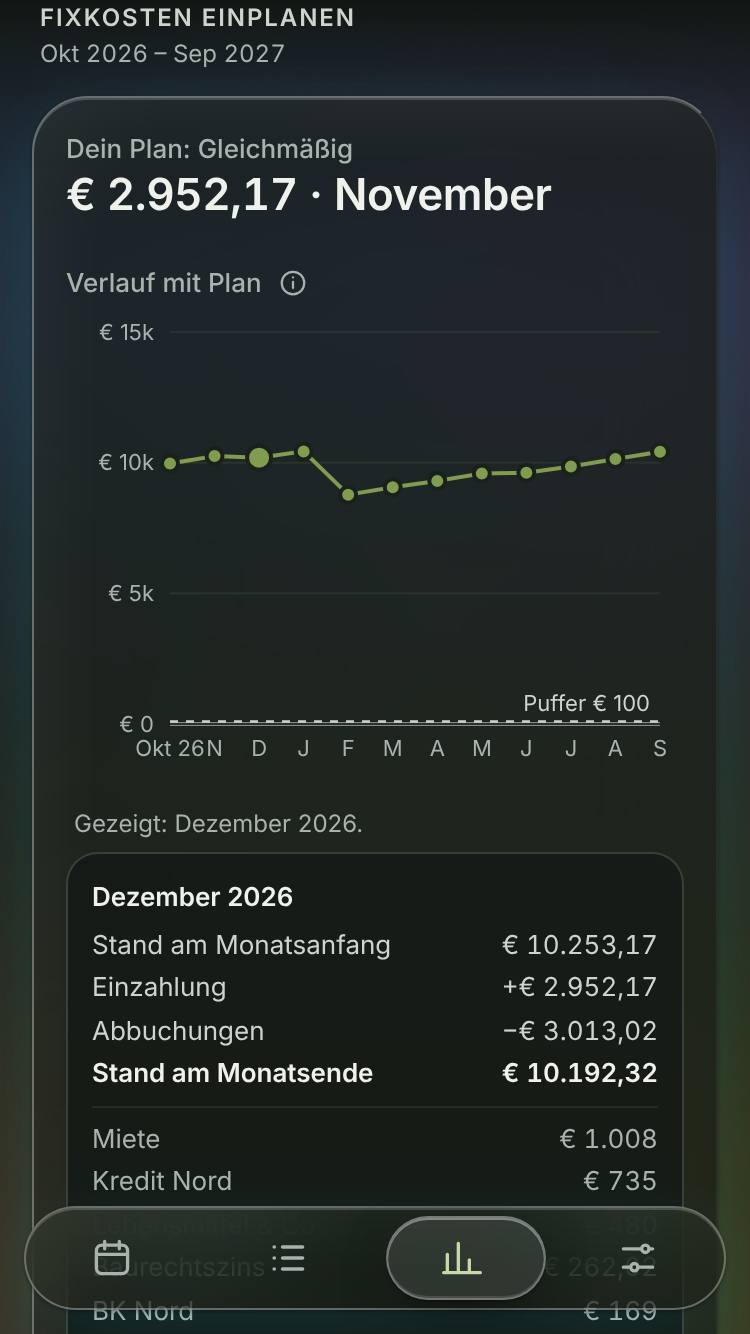 FIXKOSTEN EINPLANEN
Okt 2026 – Sep 2027
Dein Plan: Gleichmäßig
€ 2.952,17 · November
Verlauf mit Plan
€ 15k
€ 10k
€ 5k
Puffer € 100
€ 0
Okt 26 N D J F M A M J J A S
Gezeigt: Dezember 2026.
Dezember 2026
Stand am Monatsanfang € 10.253,17
Einzahlung +€ 2.952,17
Abbuchungen −€ 3.013,02
Stand am Monatsende € 10.192,32
Miete € 1.008
Kredit Nord € 735
Baurechtszins
BK Nord € 169